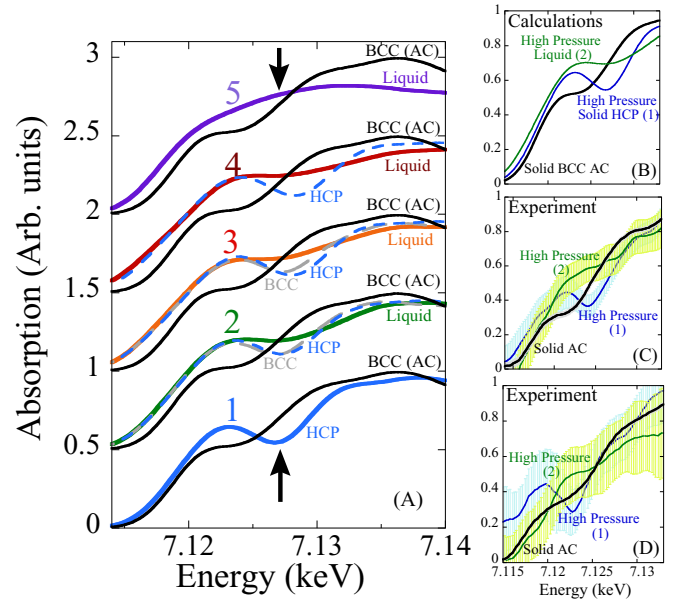 Absorption (Arb. units)
3
2.5
2
1.5
1
0.5
0
7.12
7.13
7.14
Energy (keV)
BCC (AC)
5
Liquid
BCC (AC)
4
Liquid
HCP
BCC (AC)
3
Liquid
BCC
HCP
BCC (AC)
2
Liquid
BCC
HCP
BCC (AC)
1
HCP
(A)
1
0.8
0.6
0.4
0.2
0
Calculations
High Pressure
Liquid (2)
High Pressure
Solid HCP (1)
Solid BCC AC
(B)
1
0.8
0.6
0.4
0.2
0
Experiment
High Pressure
(2)
High Pressure
(1)
Solid AC
(C)
1
0.8
0.6
0.4
0.2
0
Experiment
High Pressure
(2)
High Pressure
(1)
Solid AC
(D)
7.115
7.12
7.125
7.13
Energy (keV)